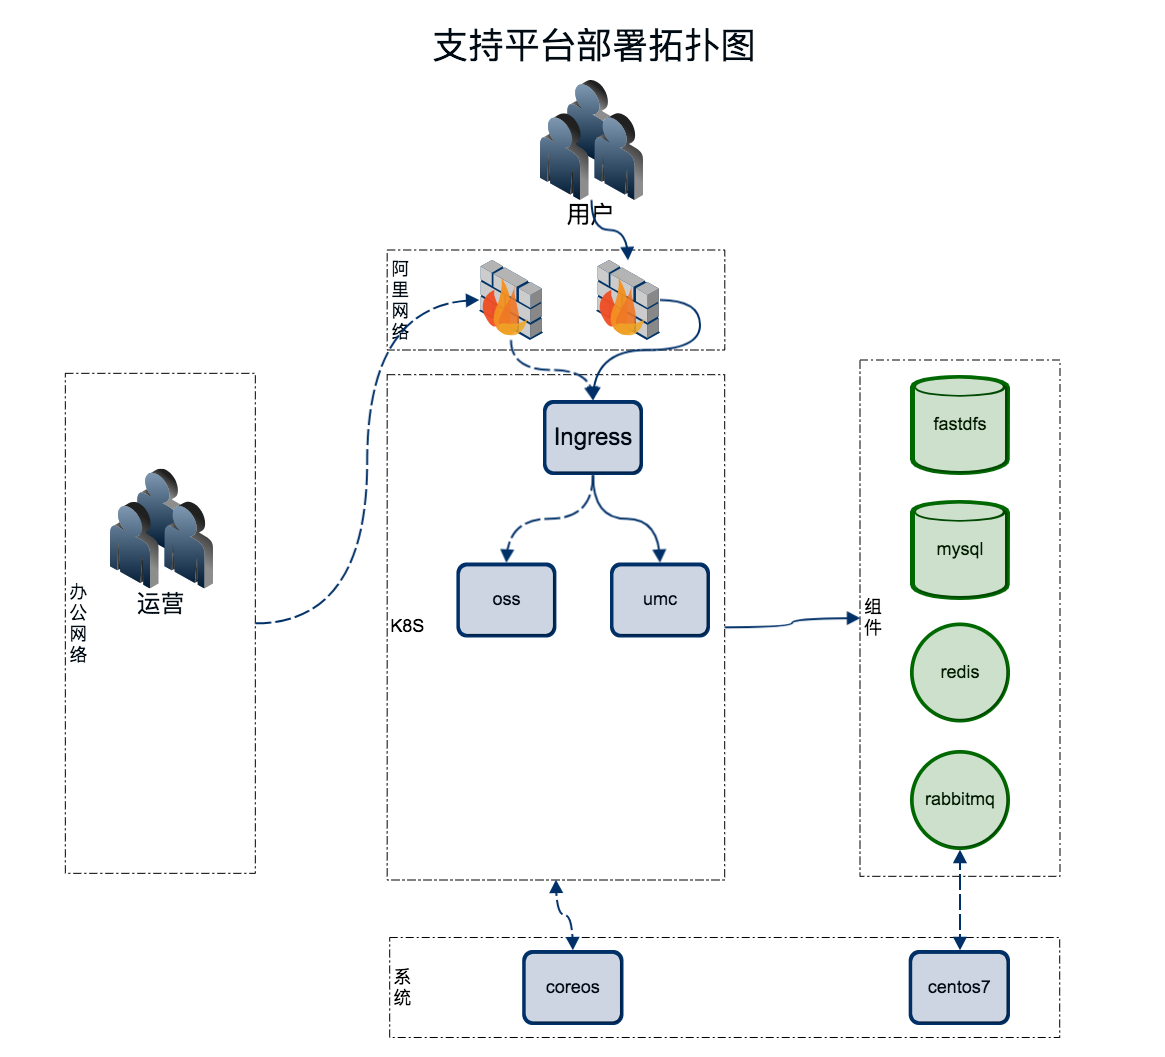 支持平台部署拓扑图
用户
阿里网络
Ingress
oss
umc
K8S
办公网络
运营
组件
fastdfs
mysql
redis
rabbitmq
系统
coreos
centos7